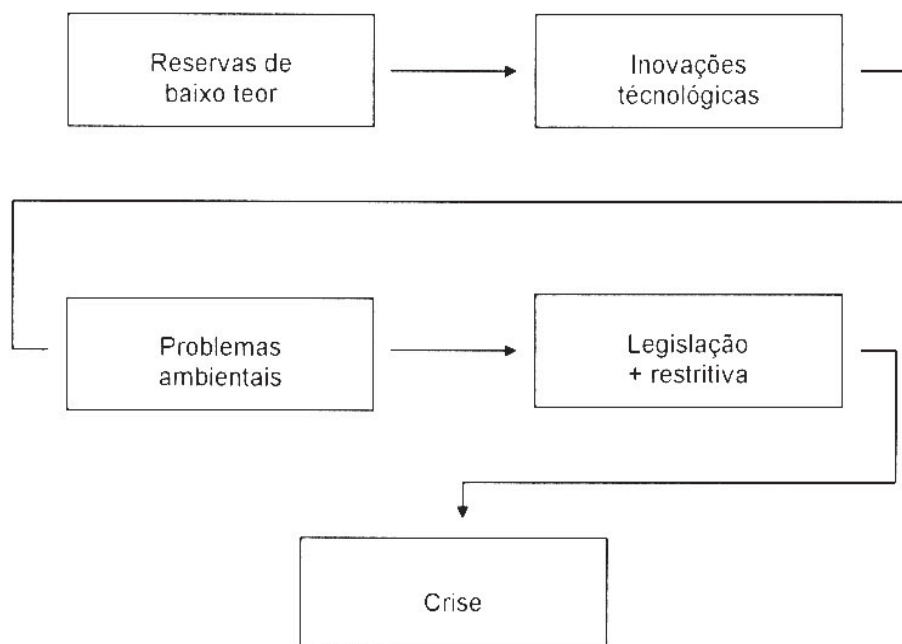 Reservas de
baixo teor
Inovações
técnológicas
Problemas
ambientais
Legislação
+ restritiva
Crise